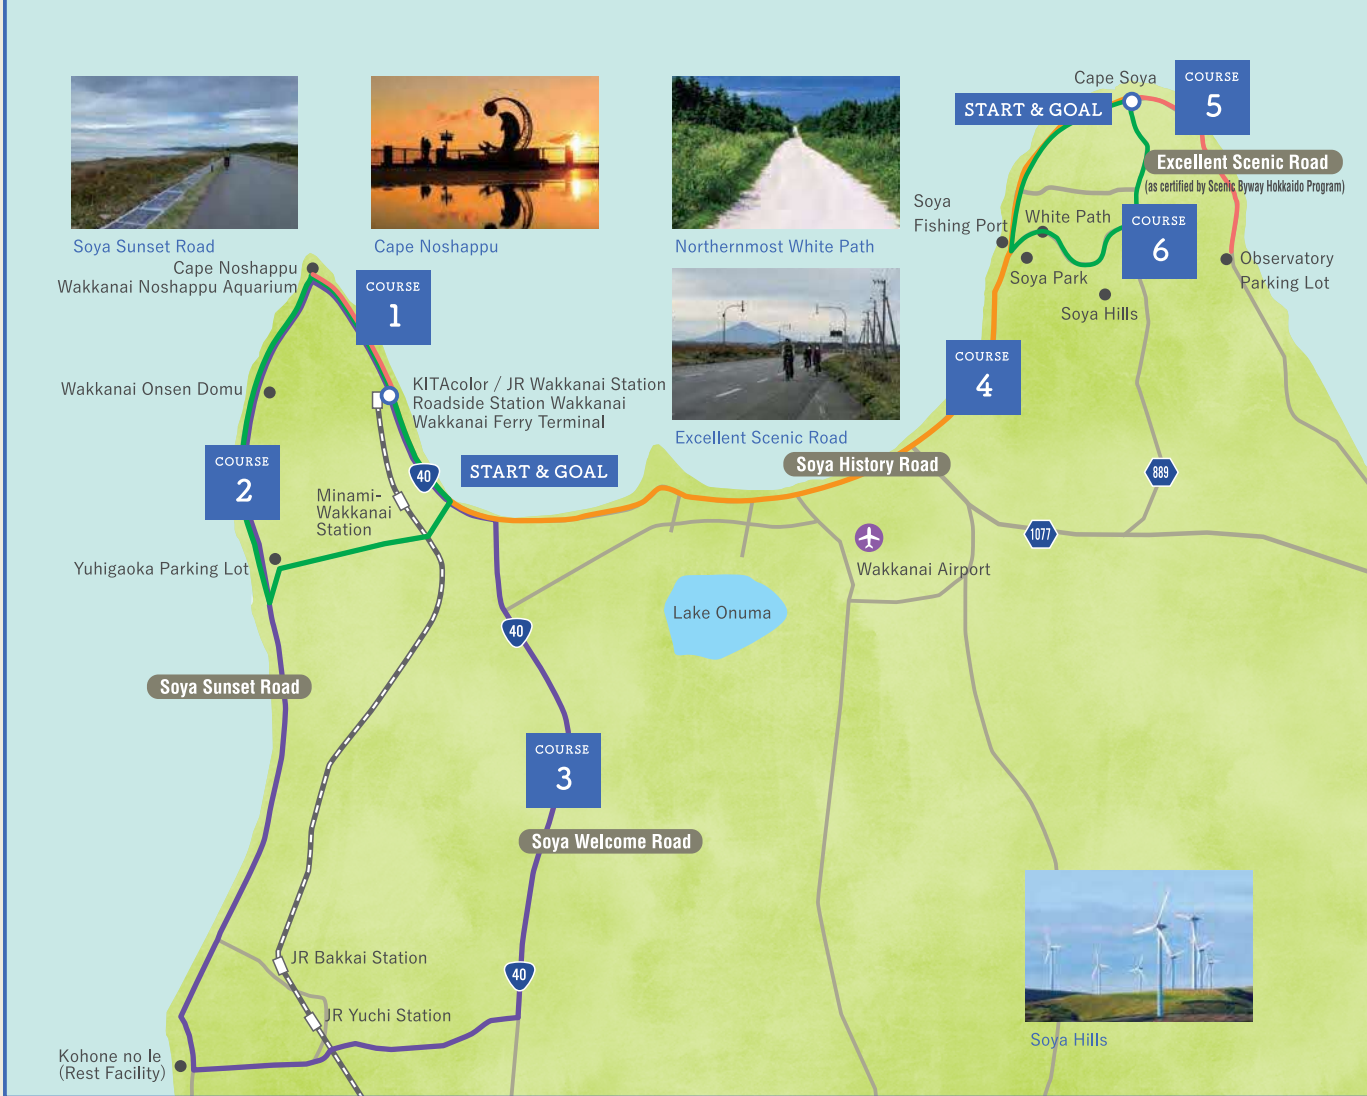 Cape Soya
COURSE
5
START & GOAL
Excellent Scenic Road
(as certified by Scenic Byway Hokkaido Program)
Soya
Fishing Port
White Path
COURSE
6
Soya Park
Observatory
Parking Lot
Soya Hills
Soya Sunset Road
Cape Noshappu
Northernmost White Path
Cape Noshappu
Wakkanai Noshappu Aquarium
COURSE
1
COURSE
4
Wakkanai Onsen Domu
KITAcolor / JR Wakkanai Station
Roadside Station Wakkanai
Wakkanai Ferry Terminal
Excellent Scenic Road
COURSE
2
40
START & GOAL
Soya History Road
889
Minami-
Wakkanai
Station
1077
Yuhigaoka Parking Lot
Wakkanai Airport
Lake Onuma
40
Soya Sunset Road
COURSE
3
Soya Welcome Road
JR Bakkai Station
40
JR Yuchi Station
Kohone no Ie
(Rest Facility)
Soya Hills